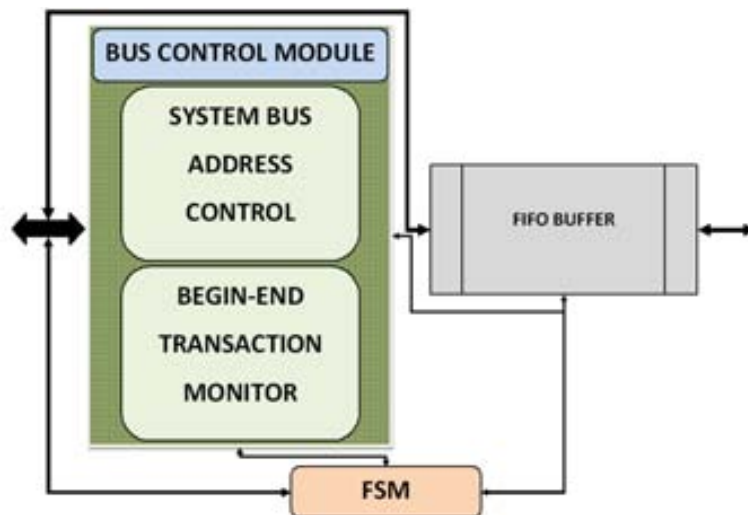 BUS CONTROL MODULE
SYSTEM BUS
ADDRESS
CONTROL
FIFO BUFFER
BEGIN-END
TRANSACTION
MONITOR
FSM